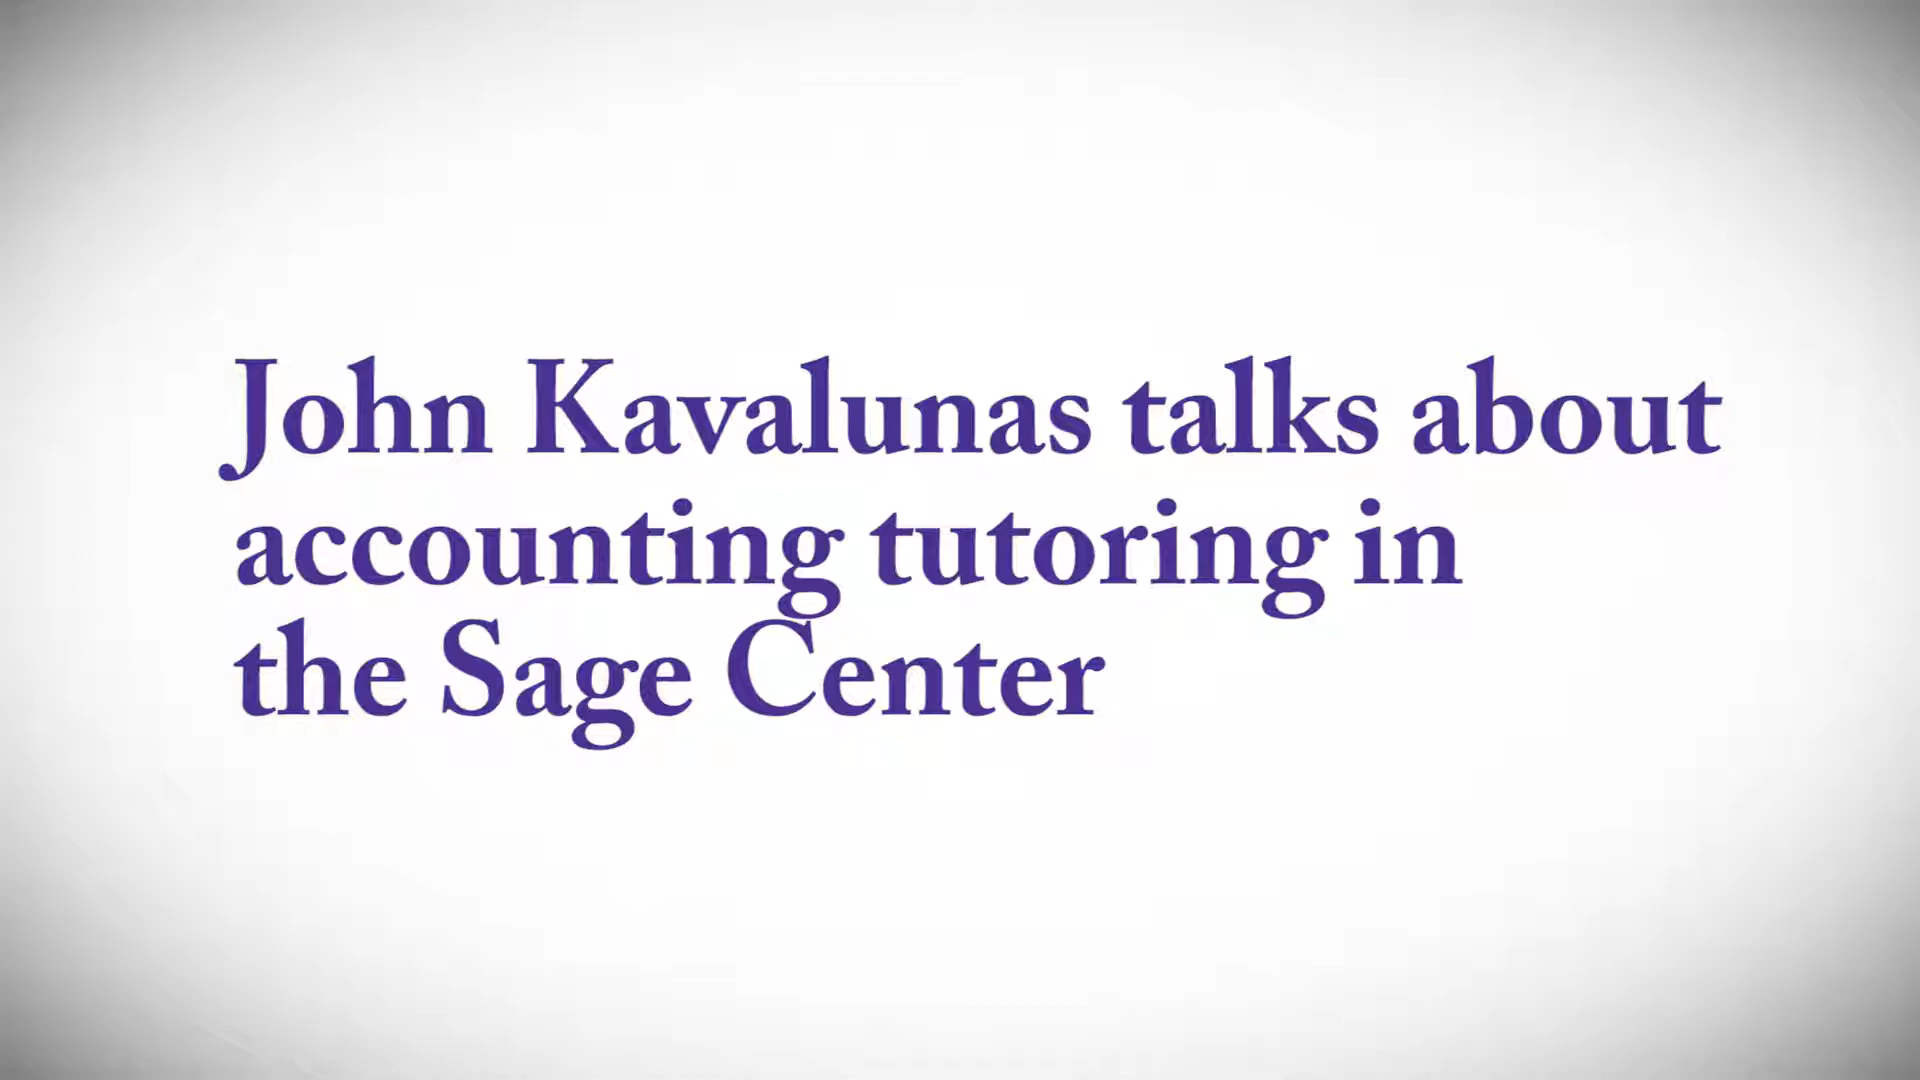 John Kavalunas talks about
accounting tutoring in
the Sage Center